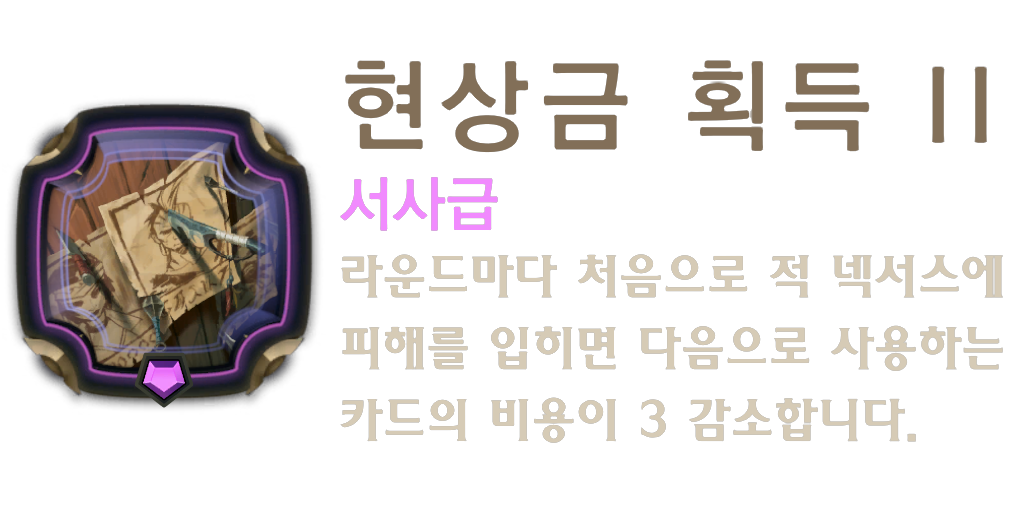 현상금 획득 II
서사급
라운드마다 처음으로 적 넥서스에
피해를 입히면 다음으로 사용하는
카드의 비용이 3 감소합니다.